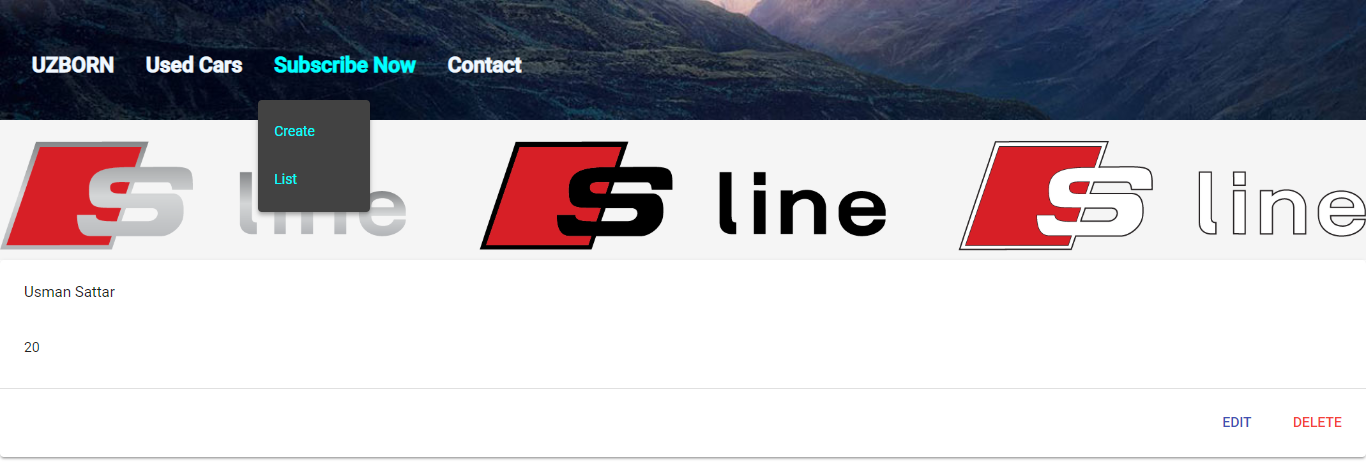 UZBORN Used Cars Subscribe Now Contact
Create
List
S line S line S line
Usman Sattar
20
EDIT DELETE